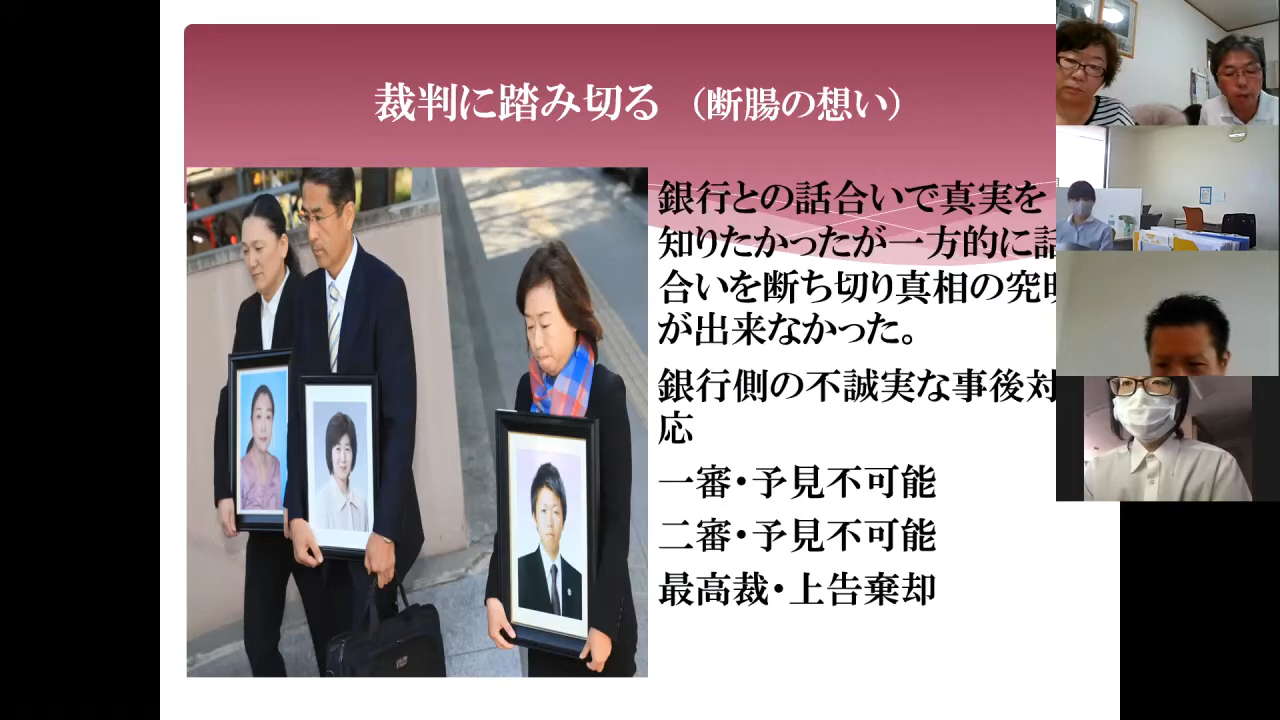 裁判に踏み切る （断腸の想い）
銀行との話合いで真実を
知りたかったが一方的に話
合いを断ち切り真相の究明
が出来なかった。
銀行側の不誠実な事後対
応
一審・予見不可能
二審・予見不可能
最高裁・上告棄却